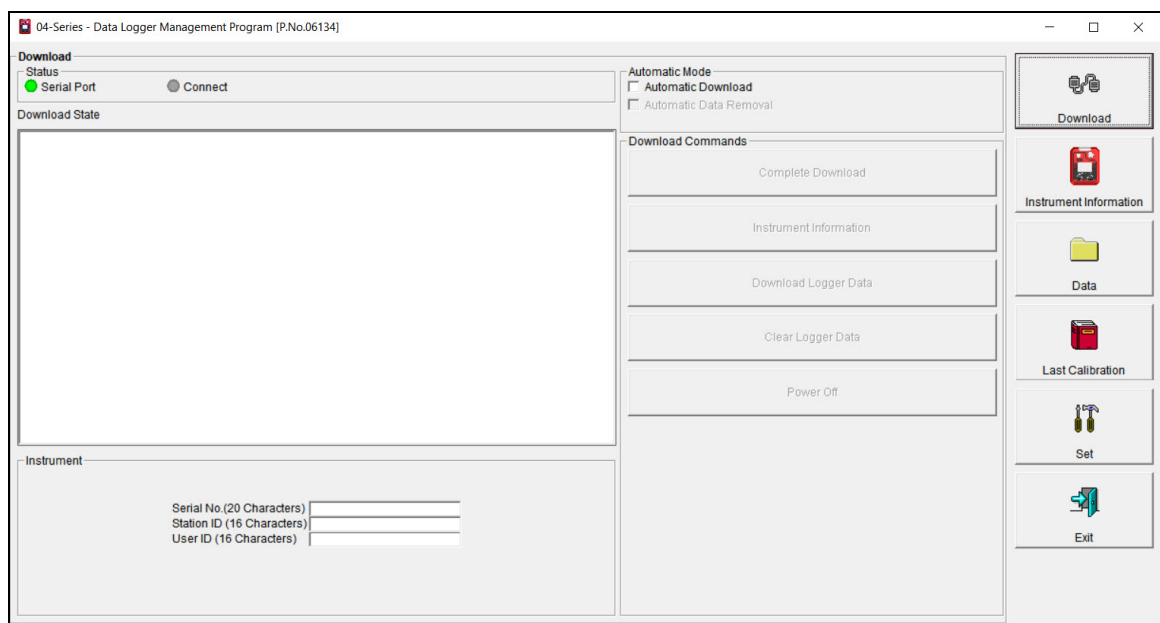 04-Series - Data Logger Management Program [P.No.06134]
Download
Status
Serial Port
Connect
Download State
Automatic Mode
Automatic Download
Automatic Data Removal
Download Commands
Complete Download
Instrument Information
Download Logger Data
Clear Logger Data
Power Off
Instrument
Serial No.(20 Characters)
Station ID (16 Characters)
User ID (16 Characters)
Download
Instrument Information
Data
Last Calibration
Set
Exit